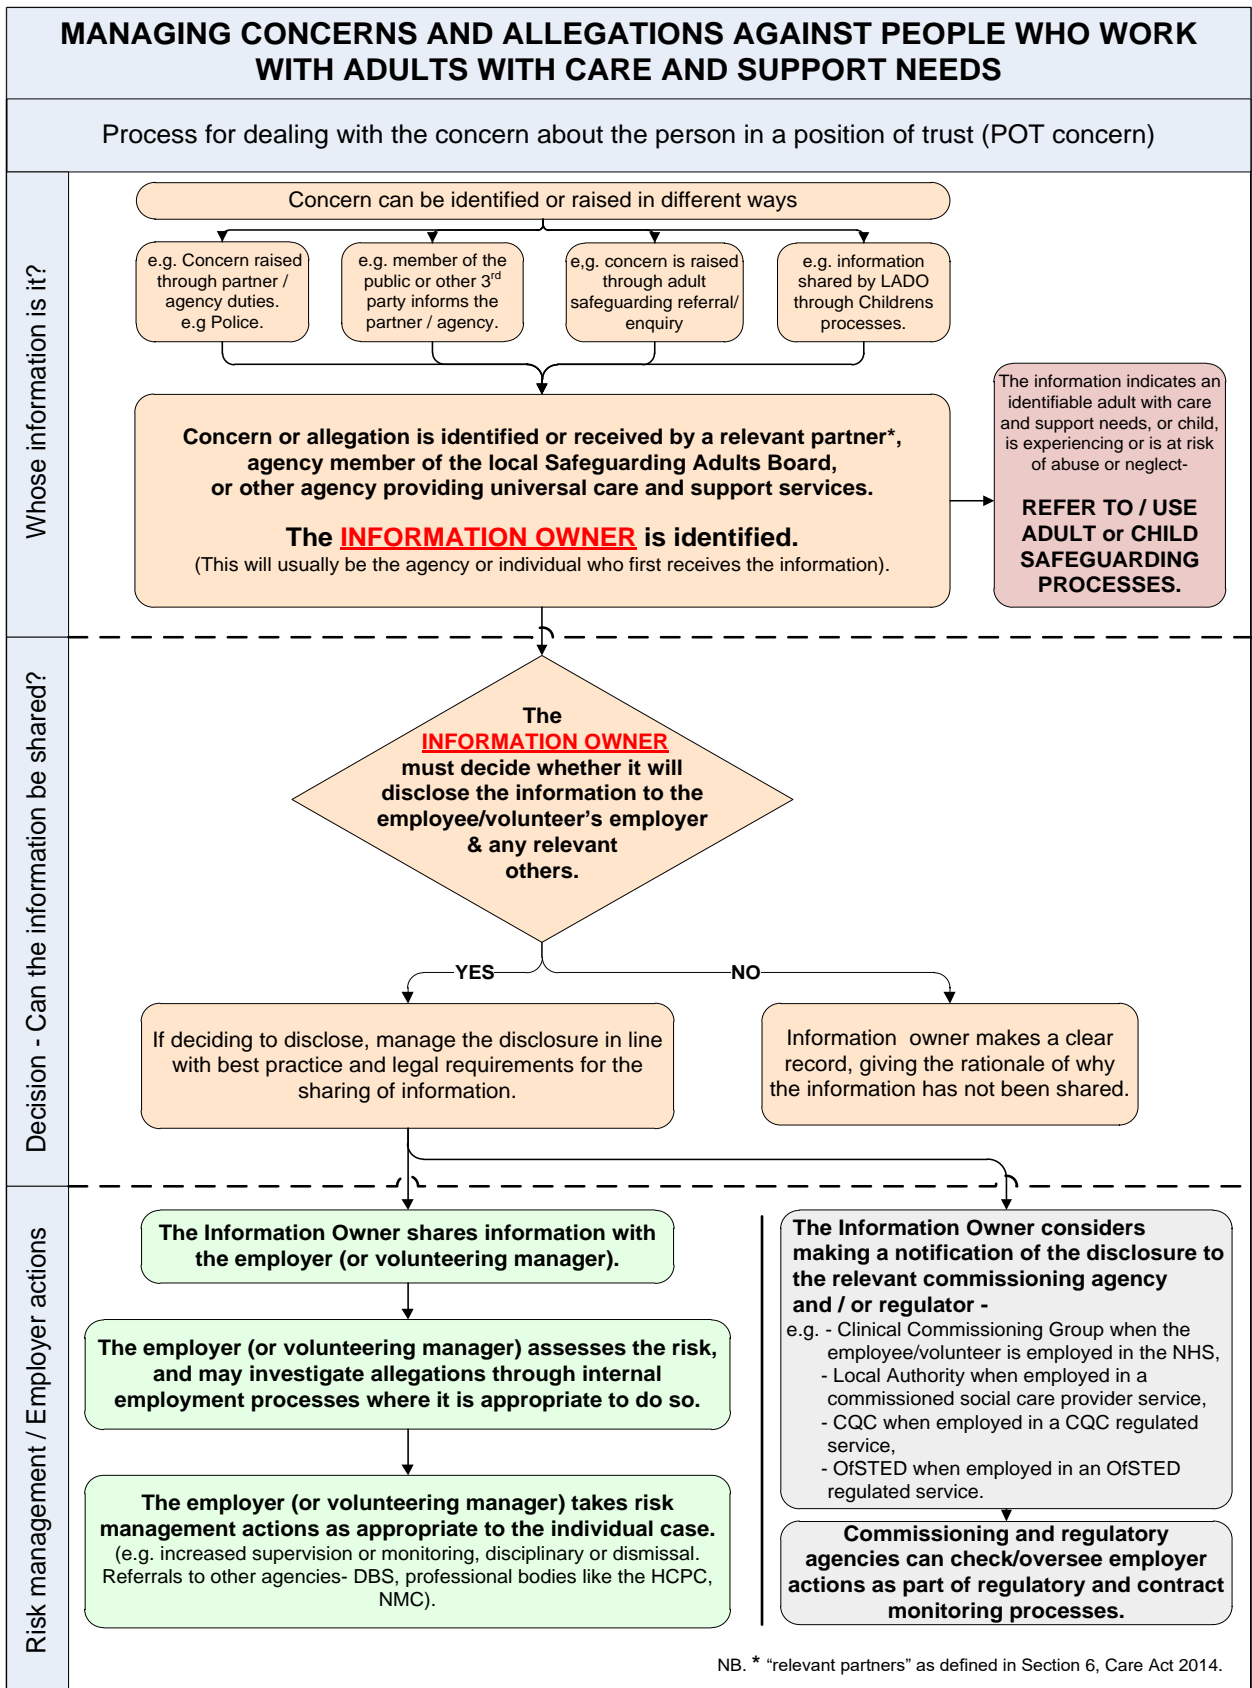 MANAGING CONCERNS AND ALLEGATIONS AGAINST PEOPLE WHO WORK
WITH ADULTS WITH CARE AND SUPPORT NEEDS
Process for dealing with the concern about the person in a position of trust (POT concern)
Whose information is it?
Concern can be identified or raised in different ways
e.g. Concern raised
through partner /
agency duties.
e.g Police.
e.g. member of the
public or other 3rd
party informs the
partner / agency.
e,g. concern is raised
through adult
safeguarding referral/
enquiry
e.g. information
shared by LADO
through Childrens
processes.
Concern or allegation is identified or received by a relevant partner*,
agency member of the local Safeguarding Adults Board,
or other agency providing universal care and support services.
The INFORMATION OWNER is identified.
(This will usually be the agency or individual who first receives the information).
The information indicates an
identifiable adult with care
and support needs, or child,
is experiencing or is at risk
of abuse or neglect-
REFER TO / USE
ADULT or CHILD
SAFEGUARDING
PROCESSES.
Decision - Can the information be shared?
The
INFORMATION OWNER
must decide whether it will
disclose the information to the
employee/volunteer’s employer
& any relevant
others.
YES
NO
If deciding to disclose, manage the disclosure in line
with best practice and legal requirements for the
sharing of information.
Information owner makes a clear
record, giving the rationale of why
the information has not been shared.
Risk management / Employer actions
The Information Owner shares information with
the employer (or volunteering manager).
The employer (or volunteering manager) assesses the risk,
and may investigate allegations through internal
employment processes where it is appropriate to do so.
The employer (or volunteering manager) takes risk
management actions as appropriate to the individual case.
(e.g. increased supervision or monitoring, disciplinary or dismissal.
Referrals to other agencies- DBS, professional bodies like the HCPC,
NMC).
The Information Owner considers
making a notification of the disclosure to
the relevant commissioning agency
and / or regulator -
e.g. - Clinical Commissioning Group when the
employee/volunteer is employed in the NHS,
- Local Authority when employed in a
commissioned social care provider service,
- CQC when employed in a CQC regulated
service,
- OfSTED when employed in an OfSTED
regulated service.
Commissioning and regulatory
agencies can check/oversee employer
actions as part of regulatory and contract
monitoring processes.
NB. * “relevant partners” as defined in Section 6, Care Act 2014.